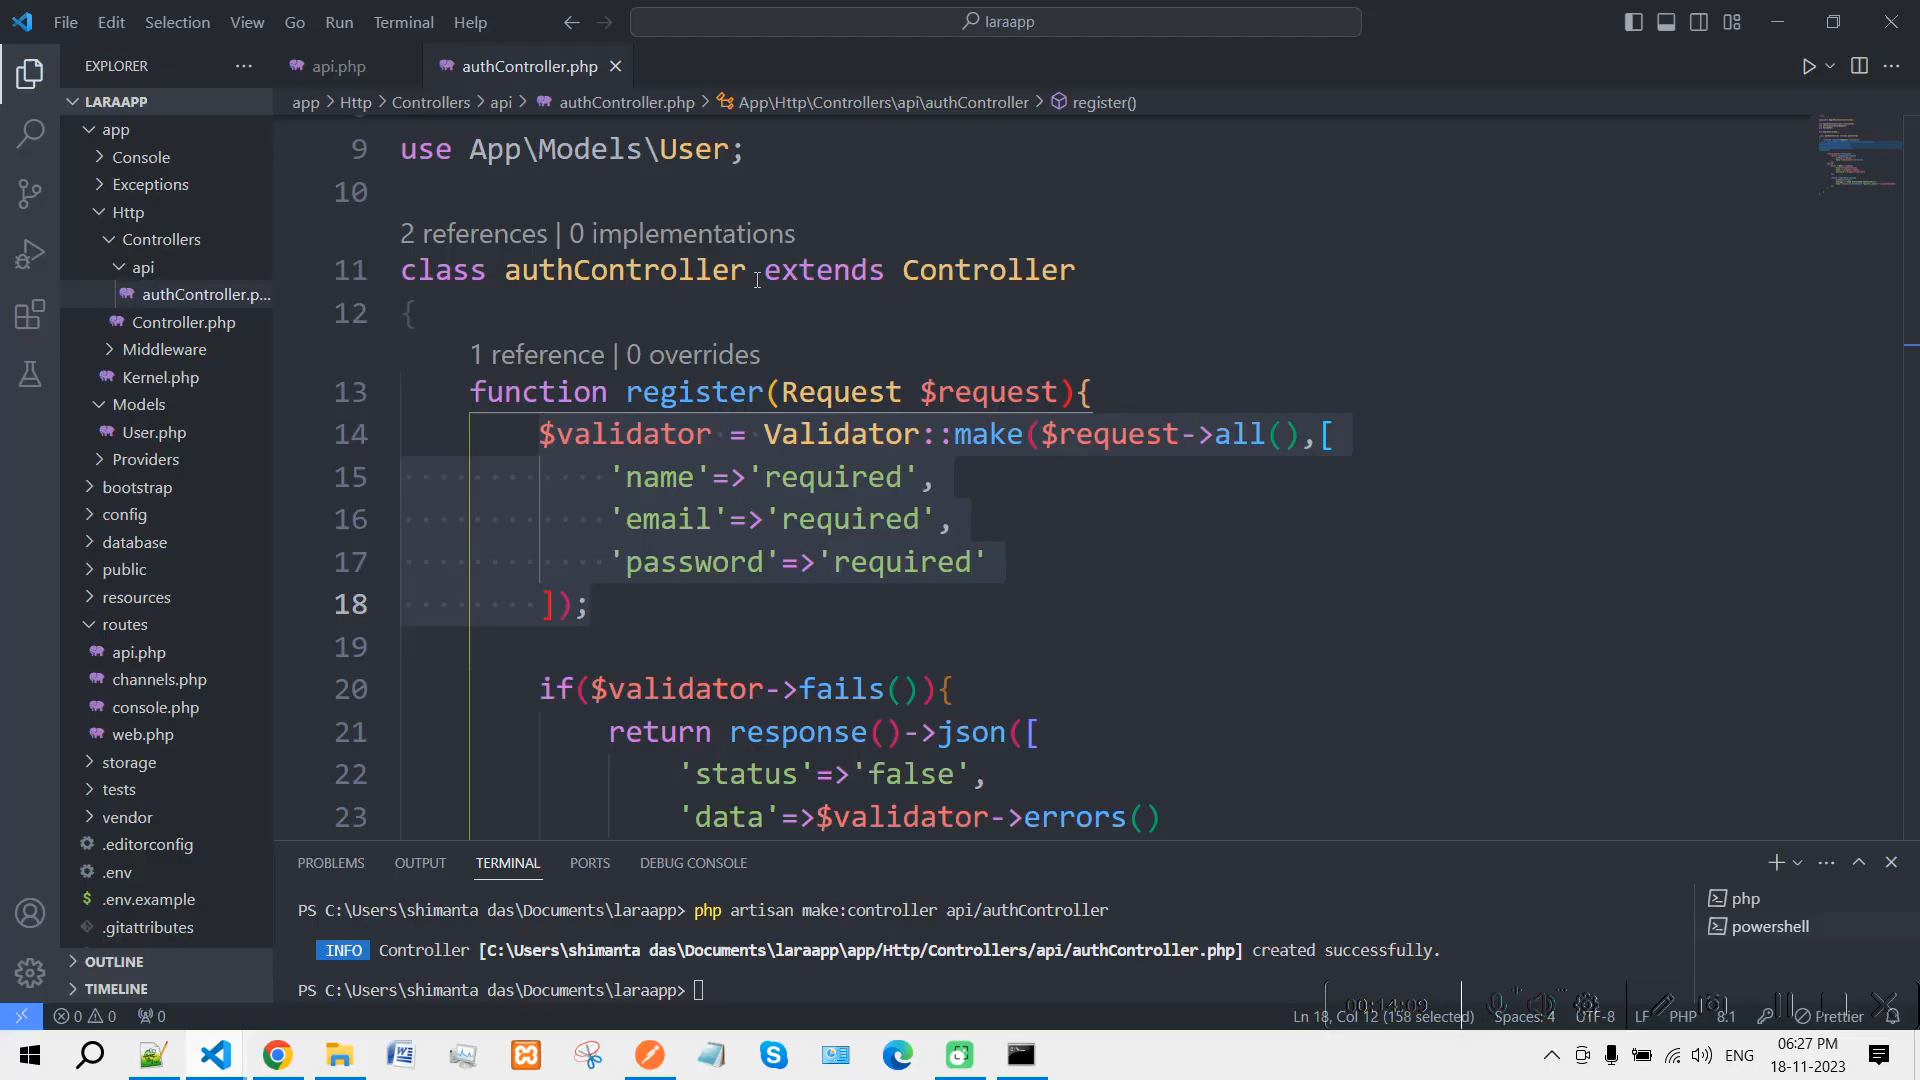 File Edit Selection View Go Run Terminal Help
laraapp
EXPLORER
api.php
authController.php
LARAAPP
app > Http > Controllers > api > authController.php > App\Http\Controllers\api\authController > register()
app
Console
Exceptions
Http
Controllers
api
authController.p...
Controller.php
Middleware
Kernel.php
Models
User.php
Providers
bootstrap
config
database
public
resources
routes
api.php
channels.php
console.php
web.php
storage
tests
vendor
.editorconfig
.env
$ .env.example
.gitattributes
OUTLINE
TIMELINE
9 use App\Models\User;
10
2 references | 0 implementations
11 class authController extends Controller
12 {
1 reference | 0 overrides
13 function register(Request $request){
14 $validator = Validator::make($request->all(),[
15 'name'=>'required',
16 'email'=>'required',
17 'password'=>'required'
18 ]);
19
20 if($validator->fails()){
21 return response()->json([
22 'status'=>'false',
23 'data'=>$validator->errors()
PROBLEMS OUTPUT TERMINAL PORTS DEBUG CONSOLE
PS C:\Users\shimanta das\Documents\laraapp> php artisan make:controller api/authController
INFO Controller [C:\Users\shimanta das\Documents\laraapp\app/Http/Controllers/api/authController.php] created successfully.
PS C:\Users\shimanta das\Documents\laraapp>
php
powershell
00:14:09
0 0 0
Ln 18, Col 12 (158 selected) Spaces: 4 UTF-8 LF PHP 8.1 Prettier
ENG
06:27 PM
18-11-2023